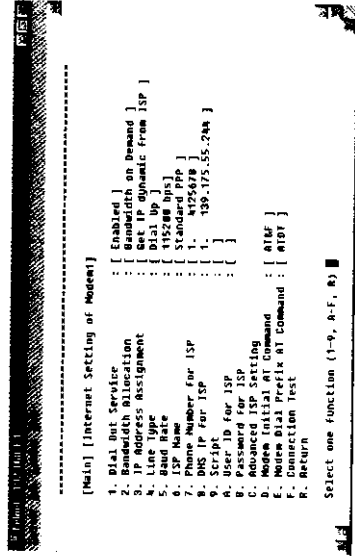 [Main] [Internet Setting of Modem1]
1. Dial Out Service : [ Enabled ]
2. Bandwidth Allocation : [ Bandwidth on Demand ]
3. IP Address Assignment : [ Get IP dynamic from ISP ]
4. Line Type : [ Dial Up ]
5. Baud Rate : [ 115200 bps]
6. ISP Name : [ Standard PPP ]
7. Phone Number for ISP : [ 1. 4125678 ]
8. DNS IP for ISP : [ 1. 139.175.55.244 ]
9. Script : [ ]
A. User ID for ISP : [ ]
B. Password for ISP : [ ]
C. Advanced ISP Setting
D. Modem Initial AT Command : [ AT&F ]
E. Modem Dial Prefix AT Command : [ ATDT ]
F. Connection Test
R. Return
Select one function (1-9, A-F, R)